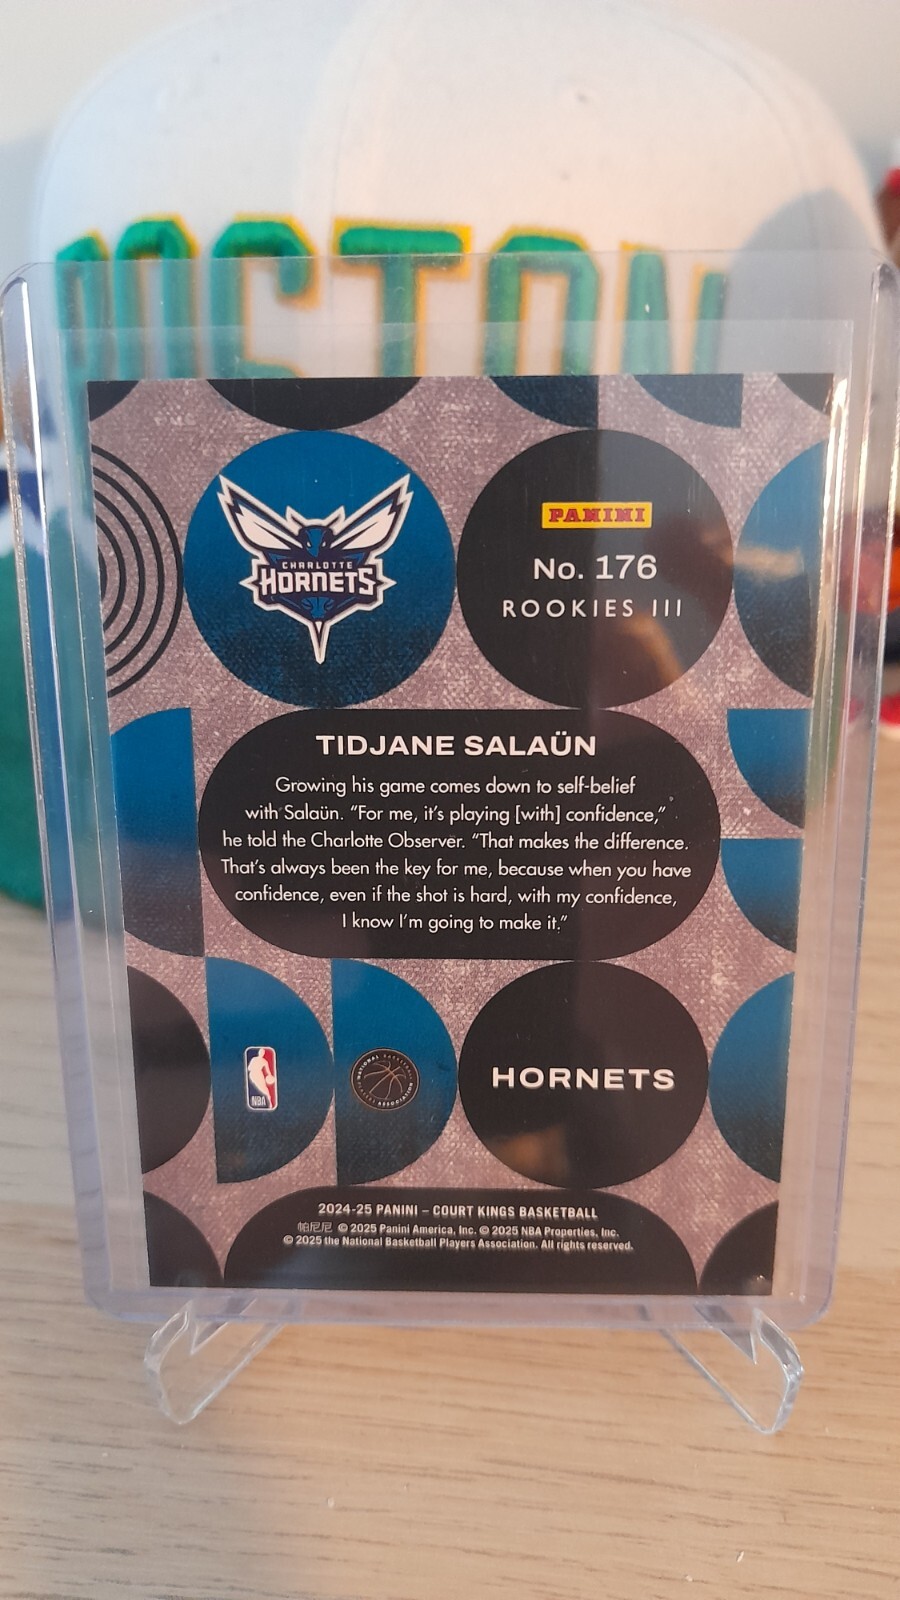 BOSTON
CHARLOTTE
HORNETS
PANINI
No. 176
ROOKIES III
TIDJANE SALAÜN
Growing his game comes down to self-belief
with Salaün. “For me, it’s playing [with] confidence,”
he told the Charlotte Observer. “That makes the difference.
That’s always been the key for me, because when you have
confidence, even if the shot is hard, with my confidence,
I know I’m going to make it.”
NBA
NATIONAL BASKETBALL
PLAYERS ASSOCIATION
HORNETS
2024-25 PANINI – COURT KINGS BASKETBALL
帕尼尼 © 2025 Panini America, Inc. © 2025 NBA Properties, Inc.
© 2025 the National Basketball Players Association. All rights reserved.